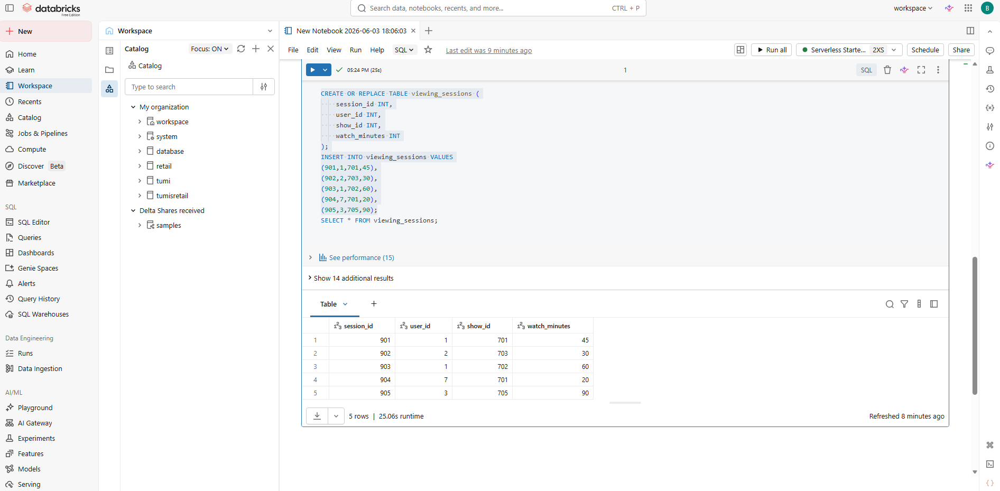 databricks
Free Edition
Search data, notebooks, recents, and more...
CTRL + P
workspace
B
New
Home
Learn
Workspace
Recents
Catalog
Jobs & Pipelines
Compute
Discover Beta
Marketplace
SQL
SQL Editor
Queries
Dashboards
Genie Spaces
Alerts
Query History
SQL Warehouses
Data Engineering
Runs
Data Ingestion
AI/ML
Playground
AI Gateway
Experiments
Features
Models
Serving
Workspace
Catalog
Focus: ON
Catalog
Type to search
My organization
workspace
system
database
retail
tumi
tumisretail
Delta Shares received
samples
New Notebook 2026-06-03 18:06:03
File Edit View Run Help SQL Last edit was 9 minutes ago
Run all
Serverless Starte... 2XS
Schedule
Share
05:24 PM (25s)
1
SQL
CREATE OR REPLACE TABLE viewing_sessions (
session_id INT,
user_id INT,
show_id INT,
watch_minutes INT
);
INSERT INTO viewing_sessions VALUES
(901,1,701,45),
(902,2,703,30),
(903,1,702,60),
(904,7,701,20),
(905,3,705,90);
SELECT * FROM viewing_sessions;
See performance (15)
Show 14 additional results
Table
session_id user_id show_id watch_minutes
1 901 1 701 45
2 902 2 703 30
3 903 1 702 60
4 904 7 701 20
5 905 3 705 90
5 rows | 25.06s runtime
Refreshed 8 minutes ago